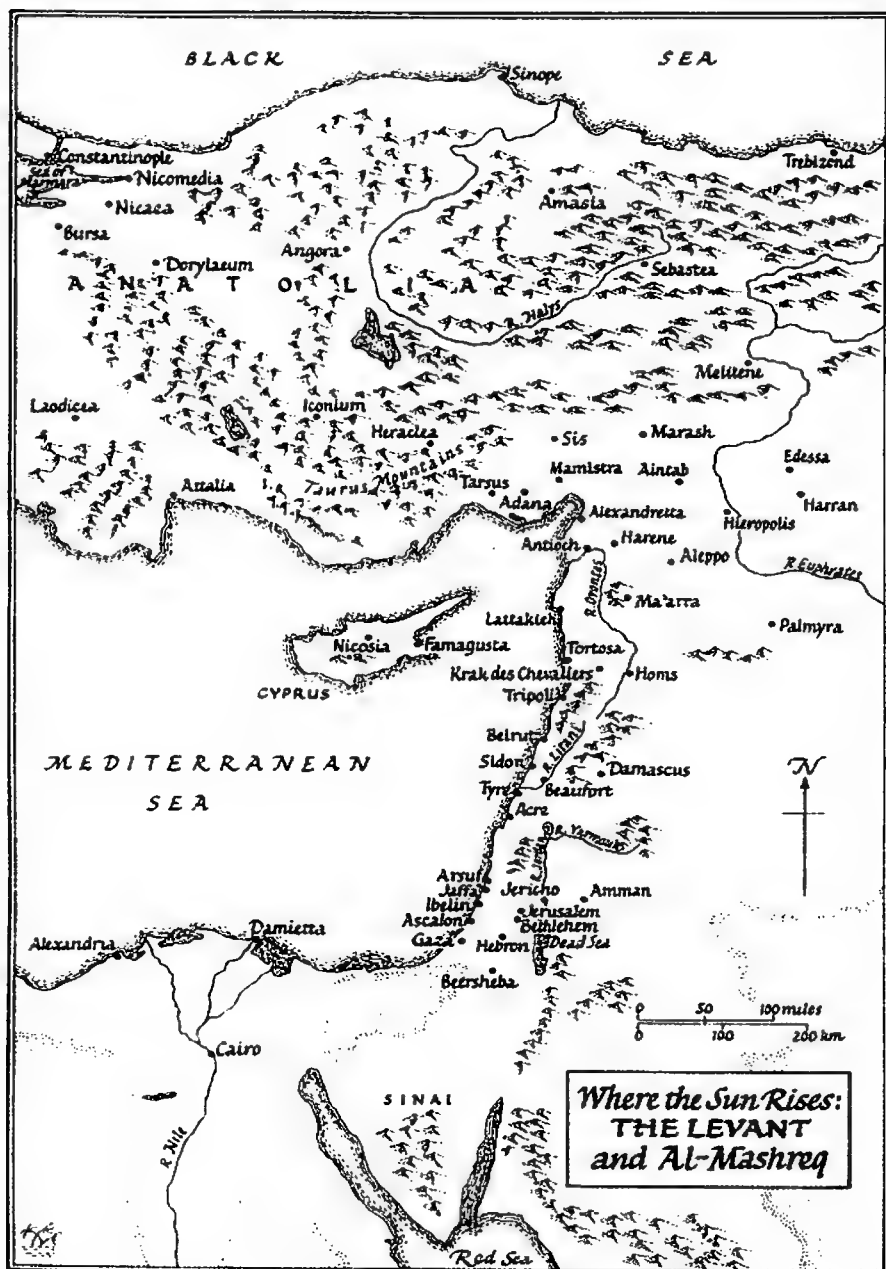 BLACK SEA
Sinope
Constantinople
Trebizond
Sea of
Marmara
Nicomedia
Nicaea
Amasia
Bursa
Angora
Dorylaeum
Sebastea
ANATOLIA
R. Halys
Melitene
Laodicea
Iconium
Heraclea
Sis
Marash
Edessa
Taurus Mountains
Mamistra
Aintab
Tarsus
Attalia
Adana
Harran
Alexandretta
Hieropolis
Antioch
Harene
Aleppo
R. Euphrates
R. Orontes
Ma'arra
Lattakieh
Palmyra
Nicosia
Famagusta
Tortosa
Krak des Chevaliers
Homs
CYPRUS
Tripoli
Beirut
R. Litani
MEDITERRANEAN
SEA
Sidon
Damascus
N
Tyre
Beaufort
Acre
R. Yarmouk
R. Jordan
Arsuf
Jaffa
Jericho
Amman
Ibelin
Jerusalem
Ascalon
Bethlehem
Damietta
Alexandria
Gaza
Hebron
Dead Sea
Beersheba
0 50 100 miles
0 100 200 km
Cairo
SINAI
R. Nile
Where the Sun Rises:
THE LEVANT
and Al-Mashreq
Red Sea